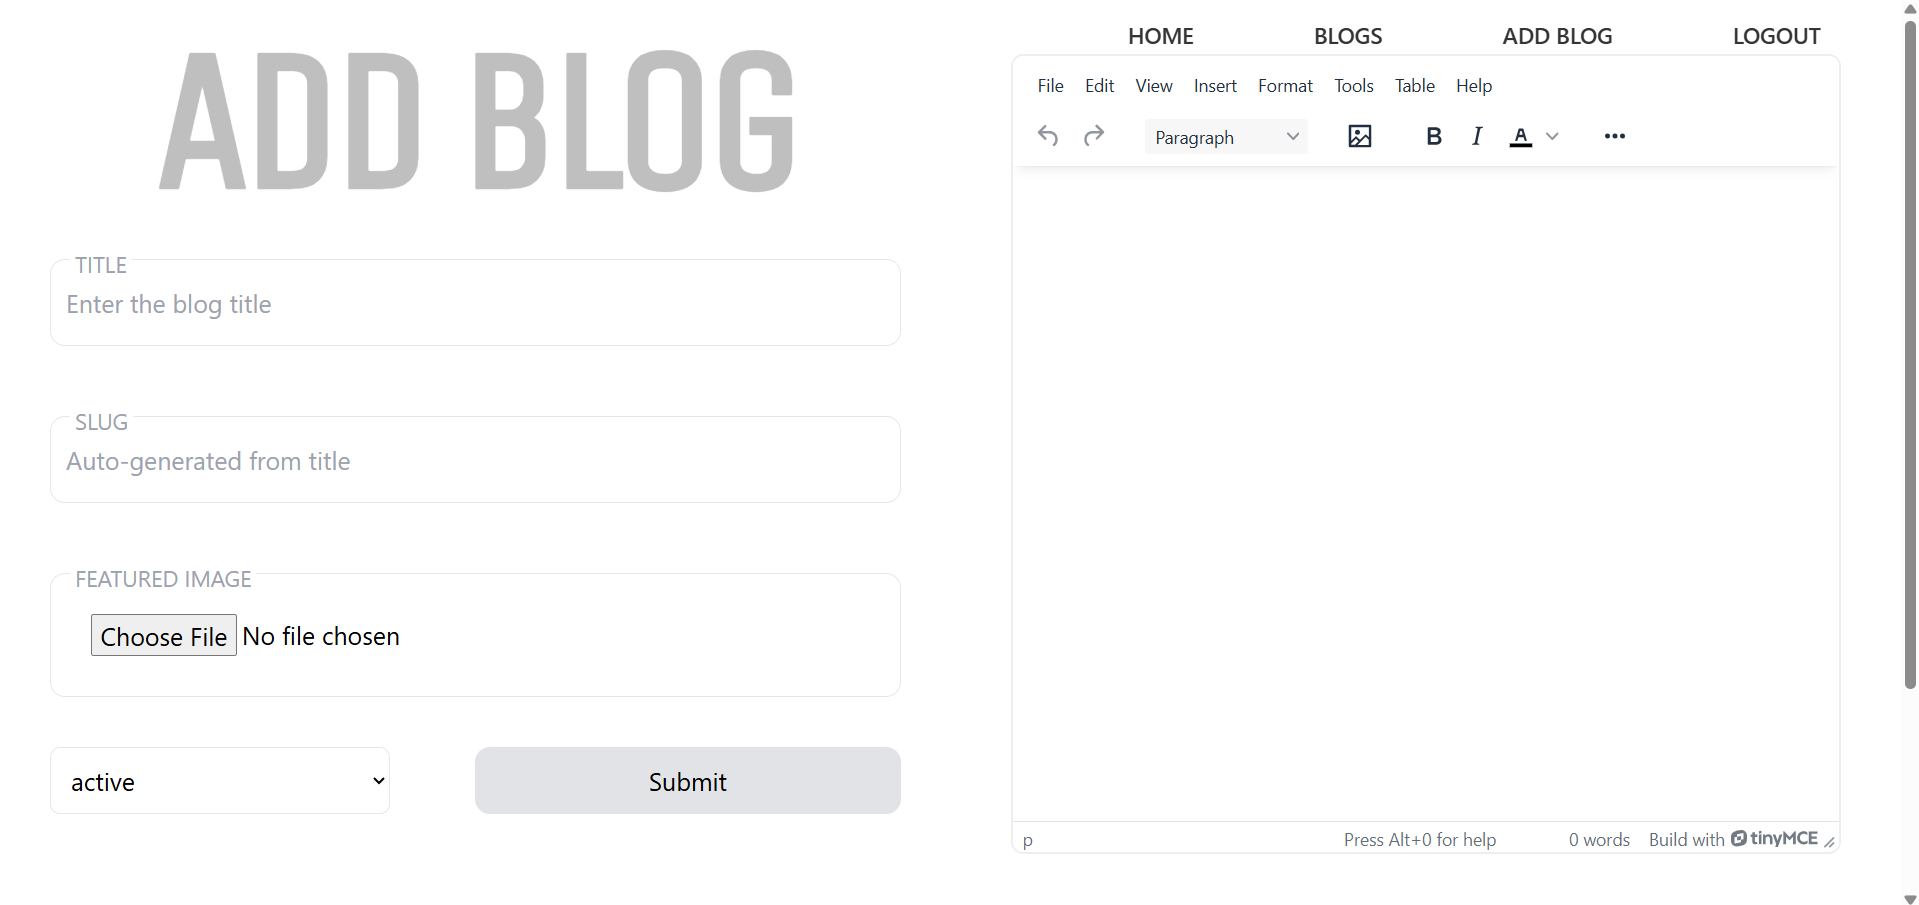 HOME BLOGS ADD BLOG LOGOUT
ADD BLOG
TITLE
Enter the blog title
SLUG
Auto-generated from title
FEATURED IMAGE
Choose File No file chosen
active
Submit
File Edit View Insert Format Tools Table Help
Paragraph B I A
p Press Alt+0 for help 0 words Build with tinyMCE